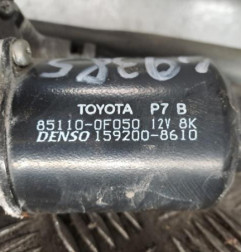 TOYOTA P7 B
85110-0F050 12V 8K
DENSO 159200-8610